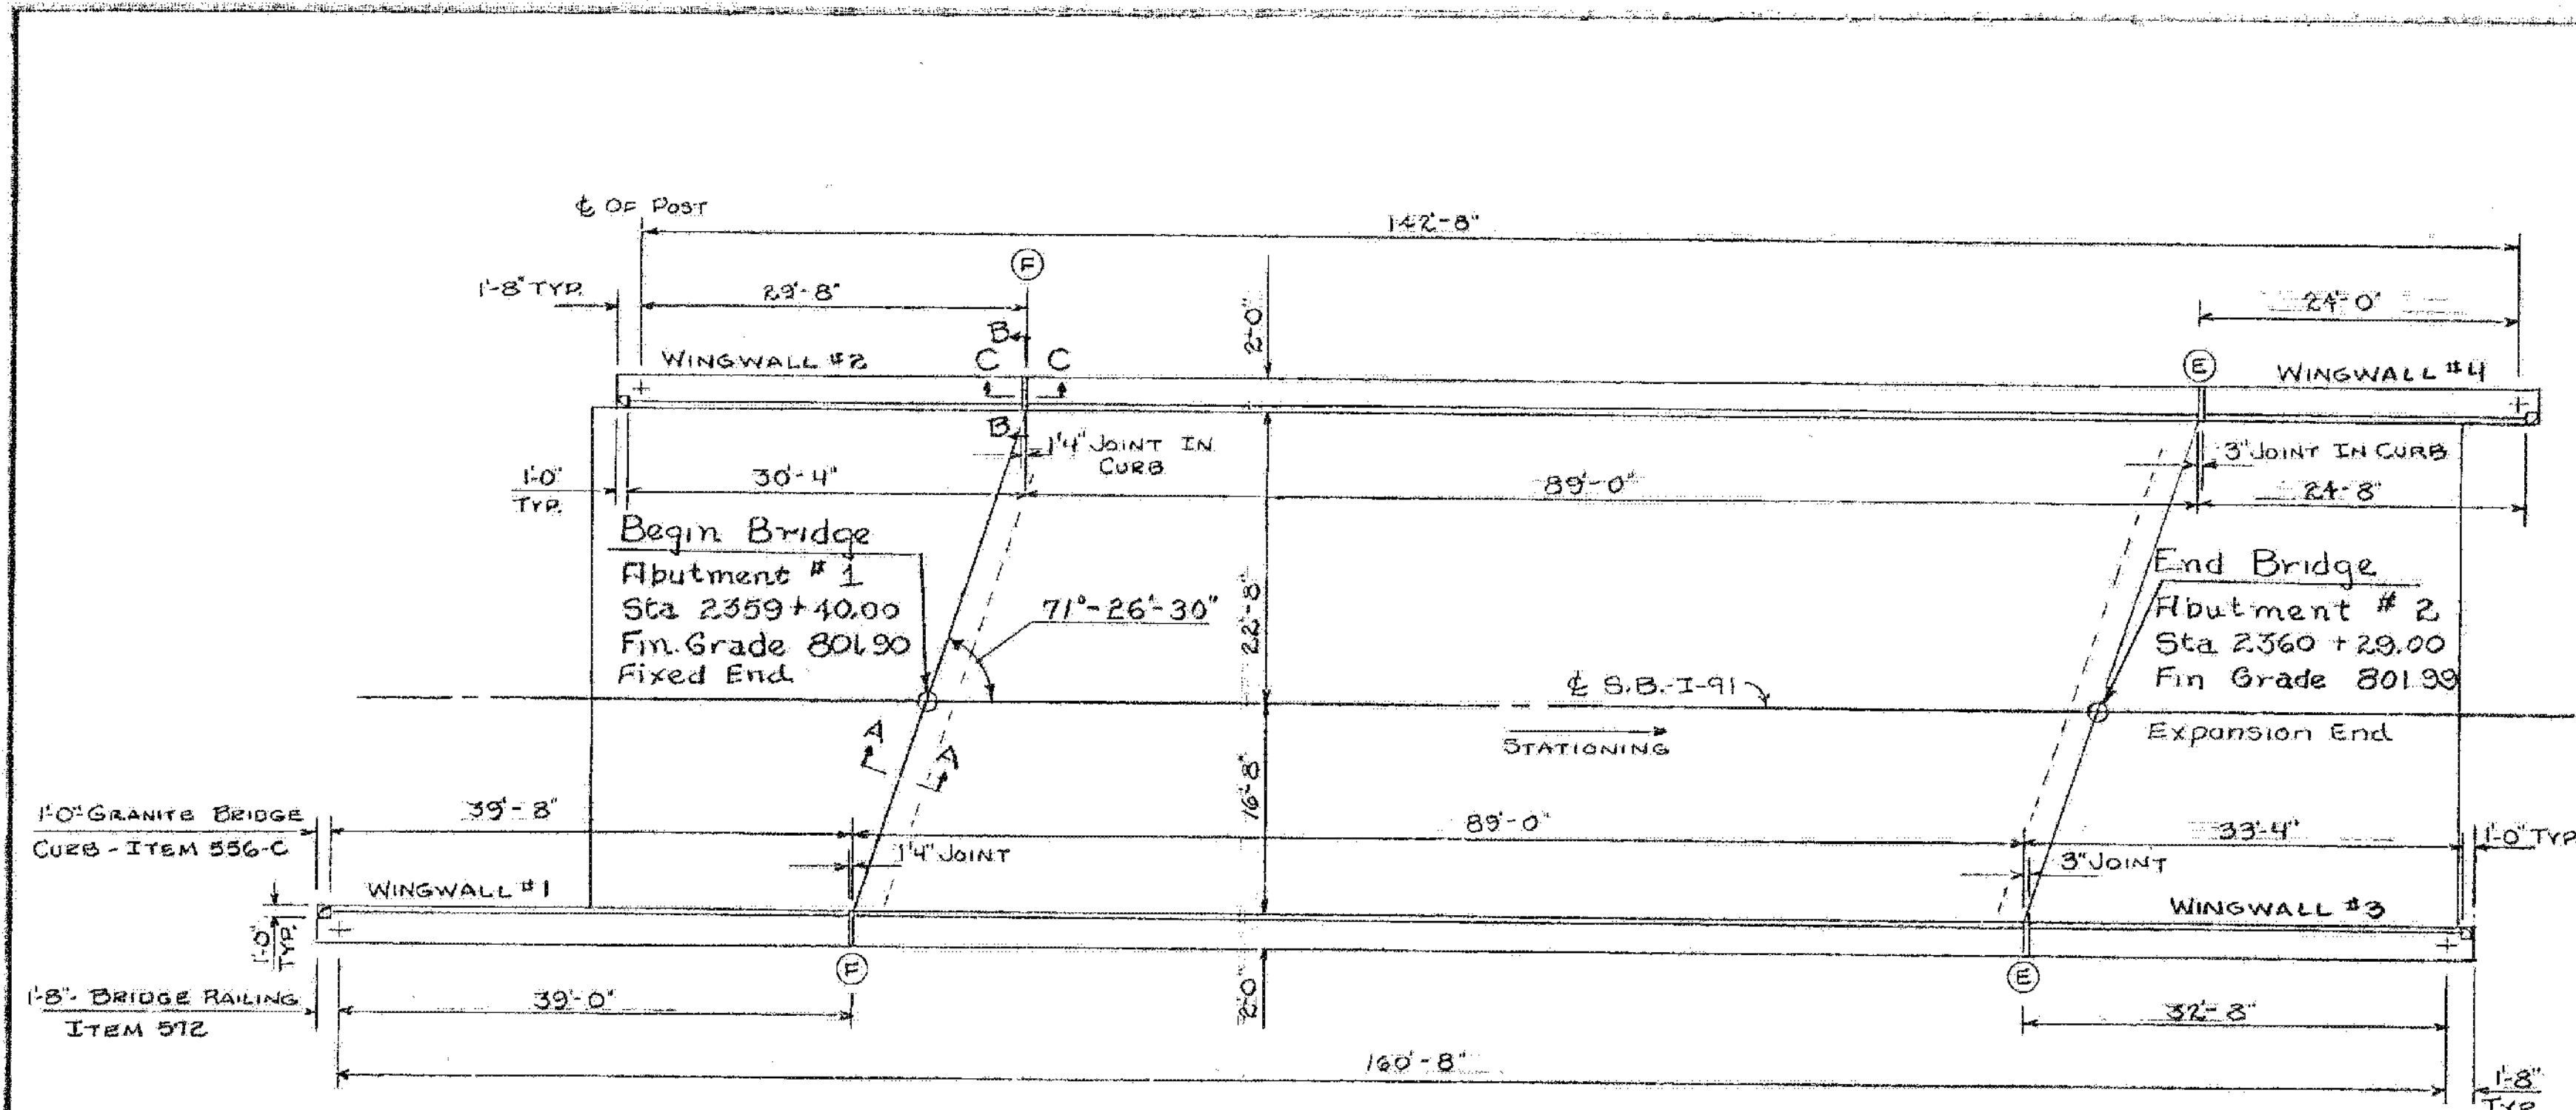 ℄ OF POST
142'-8"
F
1'-8" TYP.
29'-8"
2'-0"
24'-0"
B
C C
WINGWALL #2
E
WINGWALL #4
B
1'4" JOINT IN
CURB
3" JOINT IN CURB
1'-0"
TYP.
30'-4"
89'-0"
24'-8"
Begin Bridge
Abutment # 1
Sta 2359+40.00
Fin. Grade 801.90
Fixed End
71°-26'-30"
22'-8"
End Bridge
Abutment # 2
Sta 2360+29.00
Fin Grade 801.99
℄ S.B.-I-91
Expansion End
STATIONING
A
A
16'-8"
1'-0" GRANITE BRIDGE
CURB - ITEM 556-C
39'-8"
89'-0"
33'-4"
1'-0" TYP.
1'4" JOINT
3" JOINT
WINGWALL #1
WINGWALL #3
1'-0"
TYP.
F
E
1'-8"- BRIDGE RAILING
ITEM 572
39'-0"
2'-0"
32'-8"
160'-8"
1'-8"
TYP.